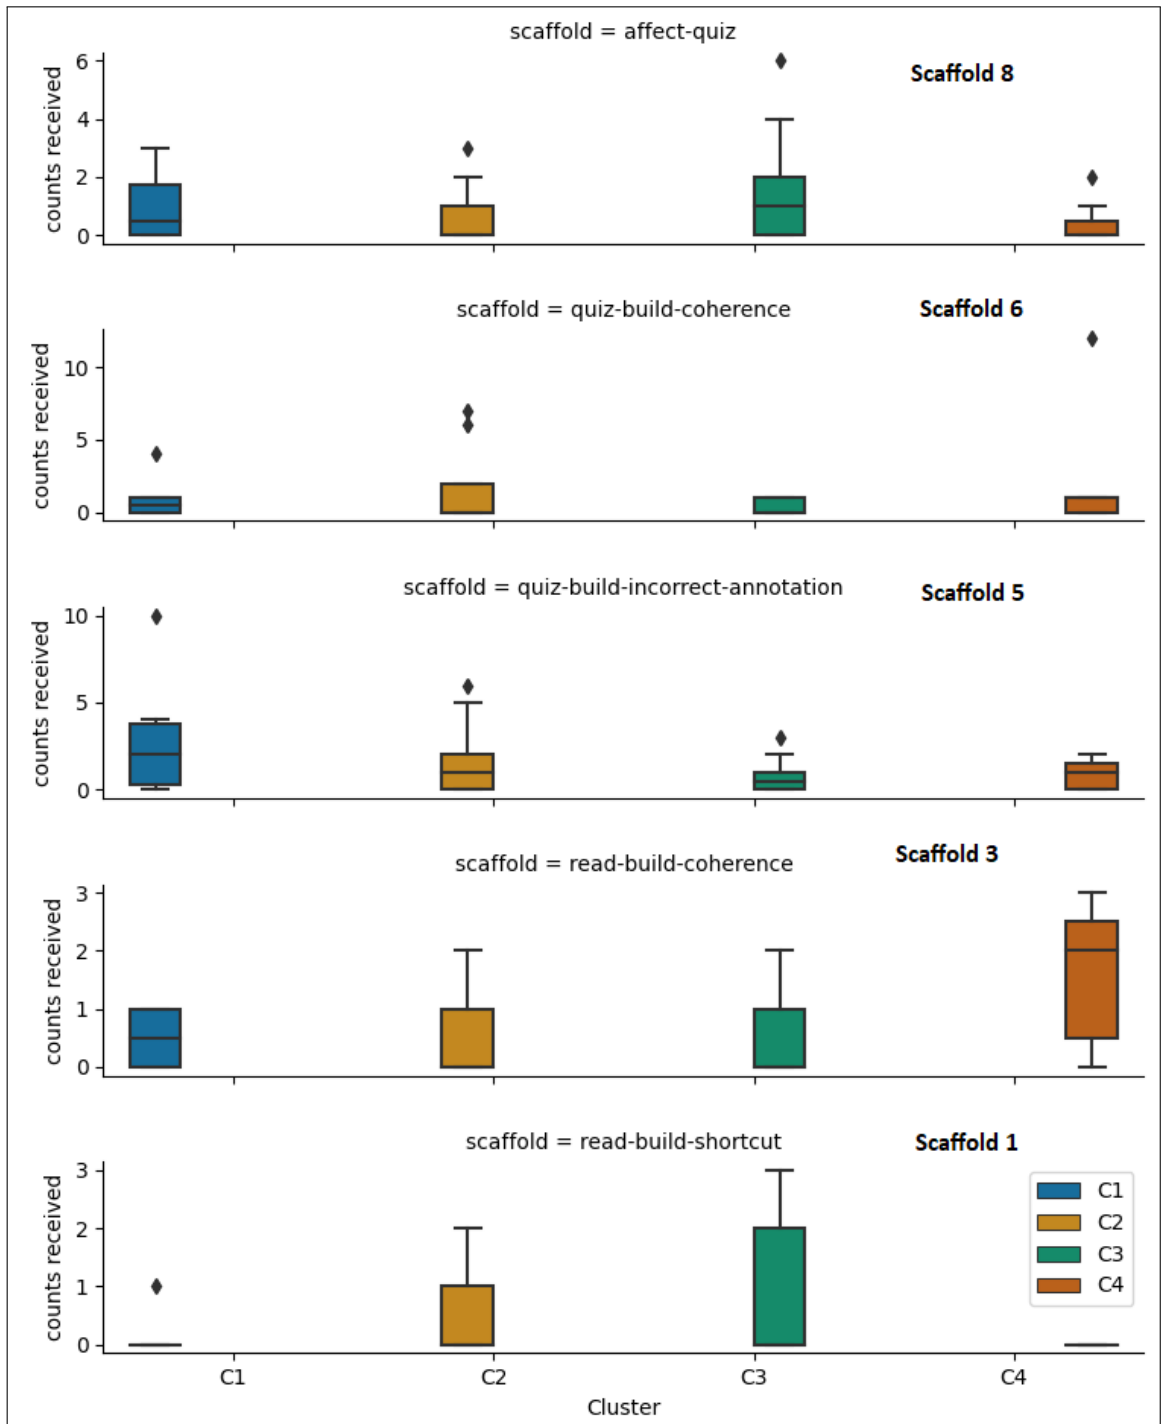 scaffold = affect-quiz
Scaffold 8
counts received
6
4
2
0
scaffold = quiz-build-coherence
Scaffold 6
counts received
10
5
0
scaffold = quiz-build-incorrect-annotation
Scaffold 5
counts received
10
5
0
scaffold = read-build-coherence
Scaffold 3
counts received
3
2
1
0
scaffold = read-build-shortcut
Scaffold 1
counts received
3
2
1
0
C1
C2
C3
C4
C1
C2
C3
C4
Cluster